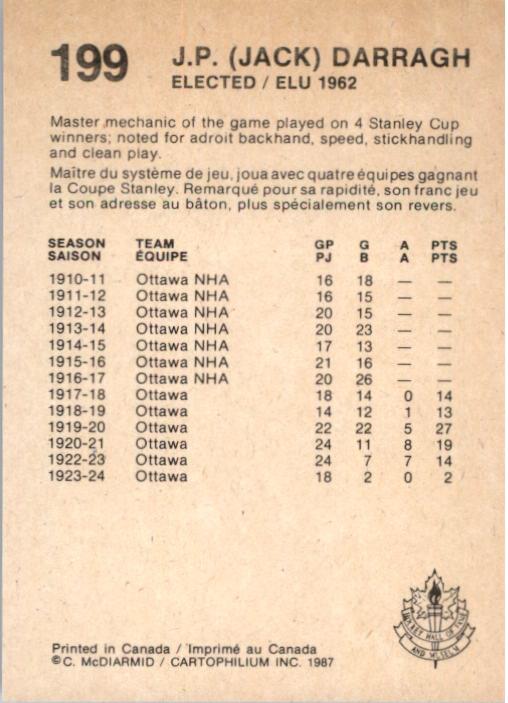 199 J.P. (JACK) DARRAGH
ELECTED / ELU 1962
Master mechanic of the game played on 4 Stanley Cup
winners; noted for adroit backhand, speed, stickhandling
and clean play.
Maître du système de jeu, joua avec quatre équipes gagnant
la Coupe Stanley. Remarqué pour sa rapidité, son franc jeu
et son adresse au bâton, plus spécialement son revers.
SEASON TEAM GP G A PTS
SAISON ÉQUIPE PJ B A PTS
1910-11 Ottawa NHA 16 18 — —
1911-12 Ottawa NHA 16 15 — —
1912-13 Ottawa NHA 20 15 — —
1913-14 Ottawa NHA 20 23 — —
1914-15 Ottawa NHA 17 13 — —
1915-16 Ottawa NHA 21 16 — —
1916-17 Ottawa NHA 20 26 — —
1917-18 Ottawa 18 14 0 14
1918-19 Ottawa 14 12 1 13
1919-20 Ottawa 22 22 5 27
1920-21 Ottawa 24 11 8 19
1922-23 Ottawa 24 7 7 14
1923-24 Ottawa 18 2 0 2
HOCKEY HALL OF FAME
AND MUSEUM
Printed in Canada / Imprimé au Canada
©C. McDIARMID / CARTOPHILIUM INC. 1987